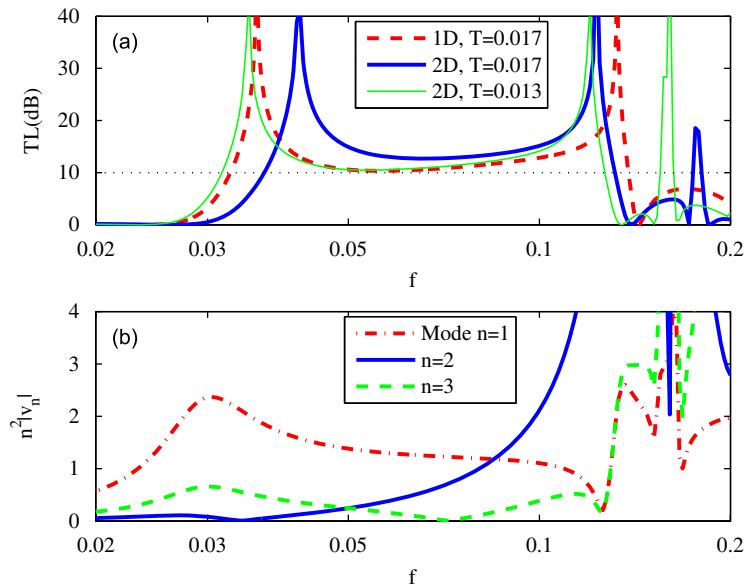 (a)
1D, T=0.017
2D, T=0.017
2D, T=0.013
40
30
20
10
0
TL(dB)
0.02 0.03 0.05 0.1 0.2
f
(b)
Mode n=1
n=2
n=3
4
3
2
1
0
n²|vₙ|
0.02 0.03 0.05 0.1 0.2
f